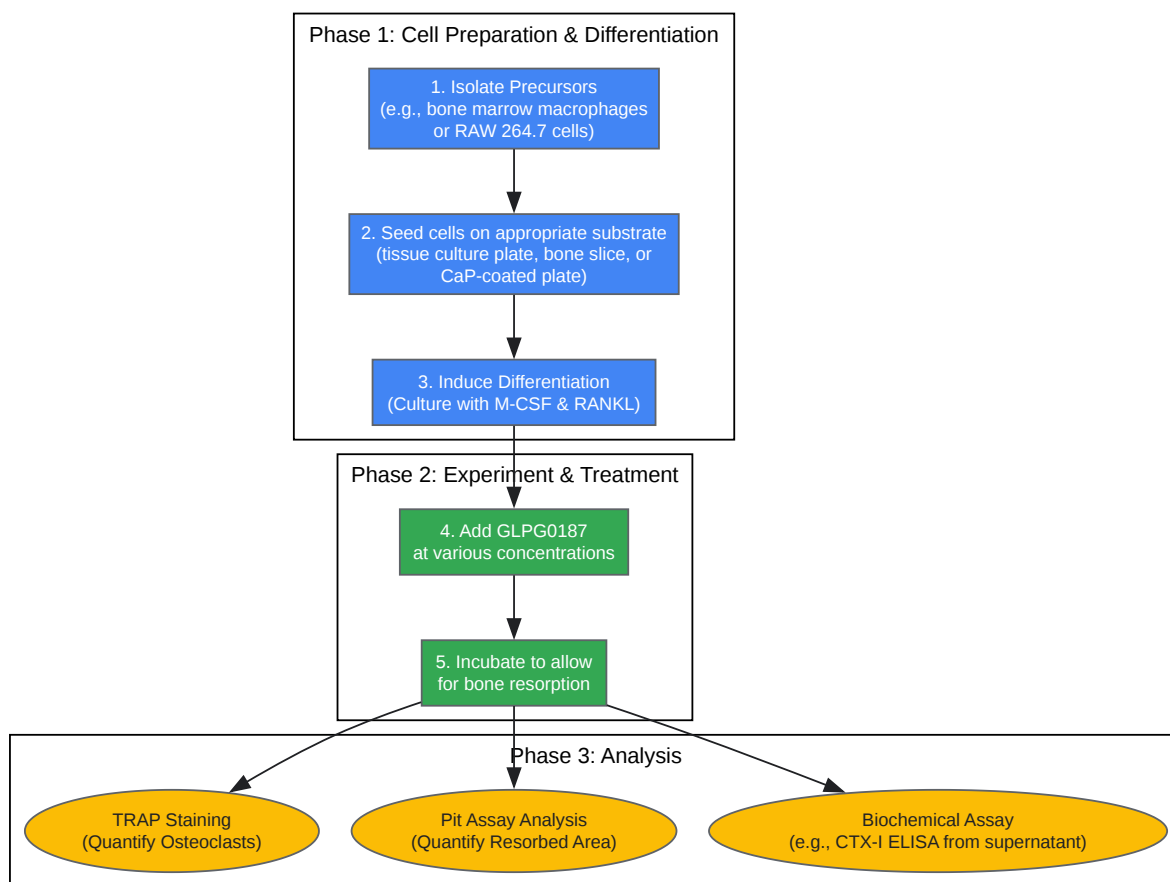 Phase 1: Cell Preparation & Differentiation
1. Isolate Precursors
(e.g., bone marrow macrophages
or RAW 264.7 cells)
2. Seed cells on appropriate substrate
(tissue culture plate, bone slice, or
CaP-coated plate)
3. Induce Differentiation
(Culture with M-CSF & RANKL)
Phase 2: Experiment & Treatment
4. Add GLPG0187
at various concentrations
5. Incubate to allow
for bone resorption
Phase 3: Analysis
TRAP Staining
(Quantify Osteoclasts)
Pit Assay Analysis
(Quantify Resorbed Area)
Biochemical Assay
(e.g., CTX-I ELISA from supernatant)